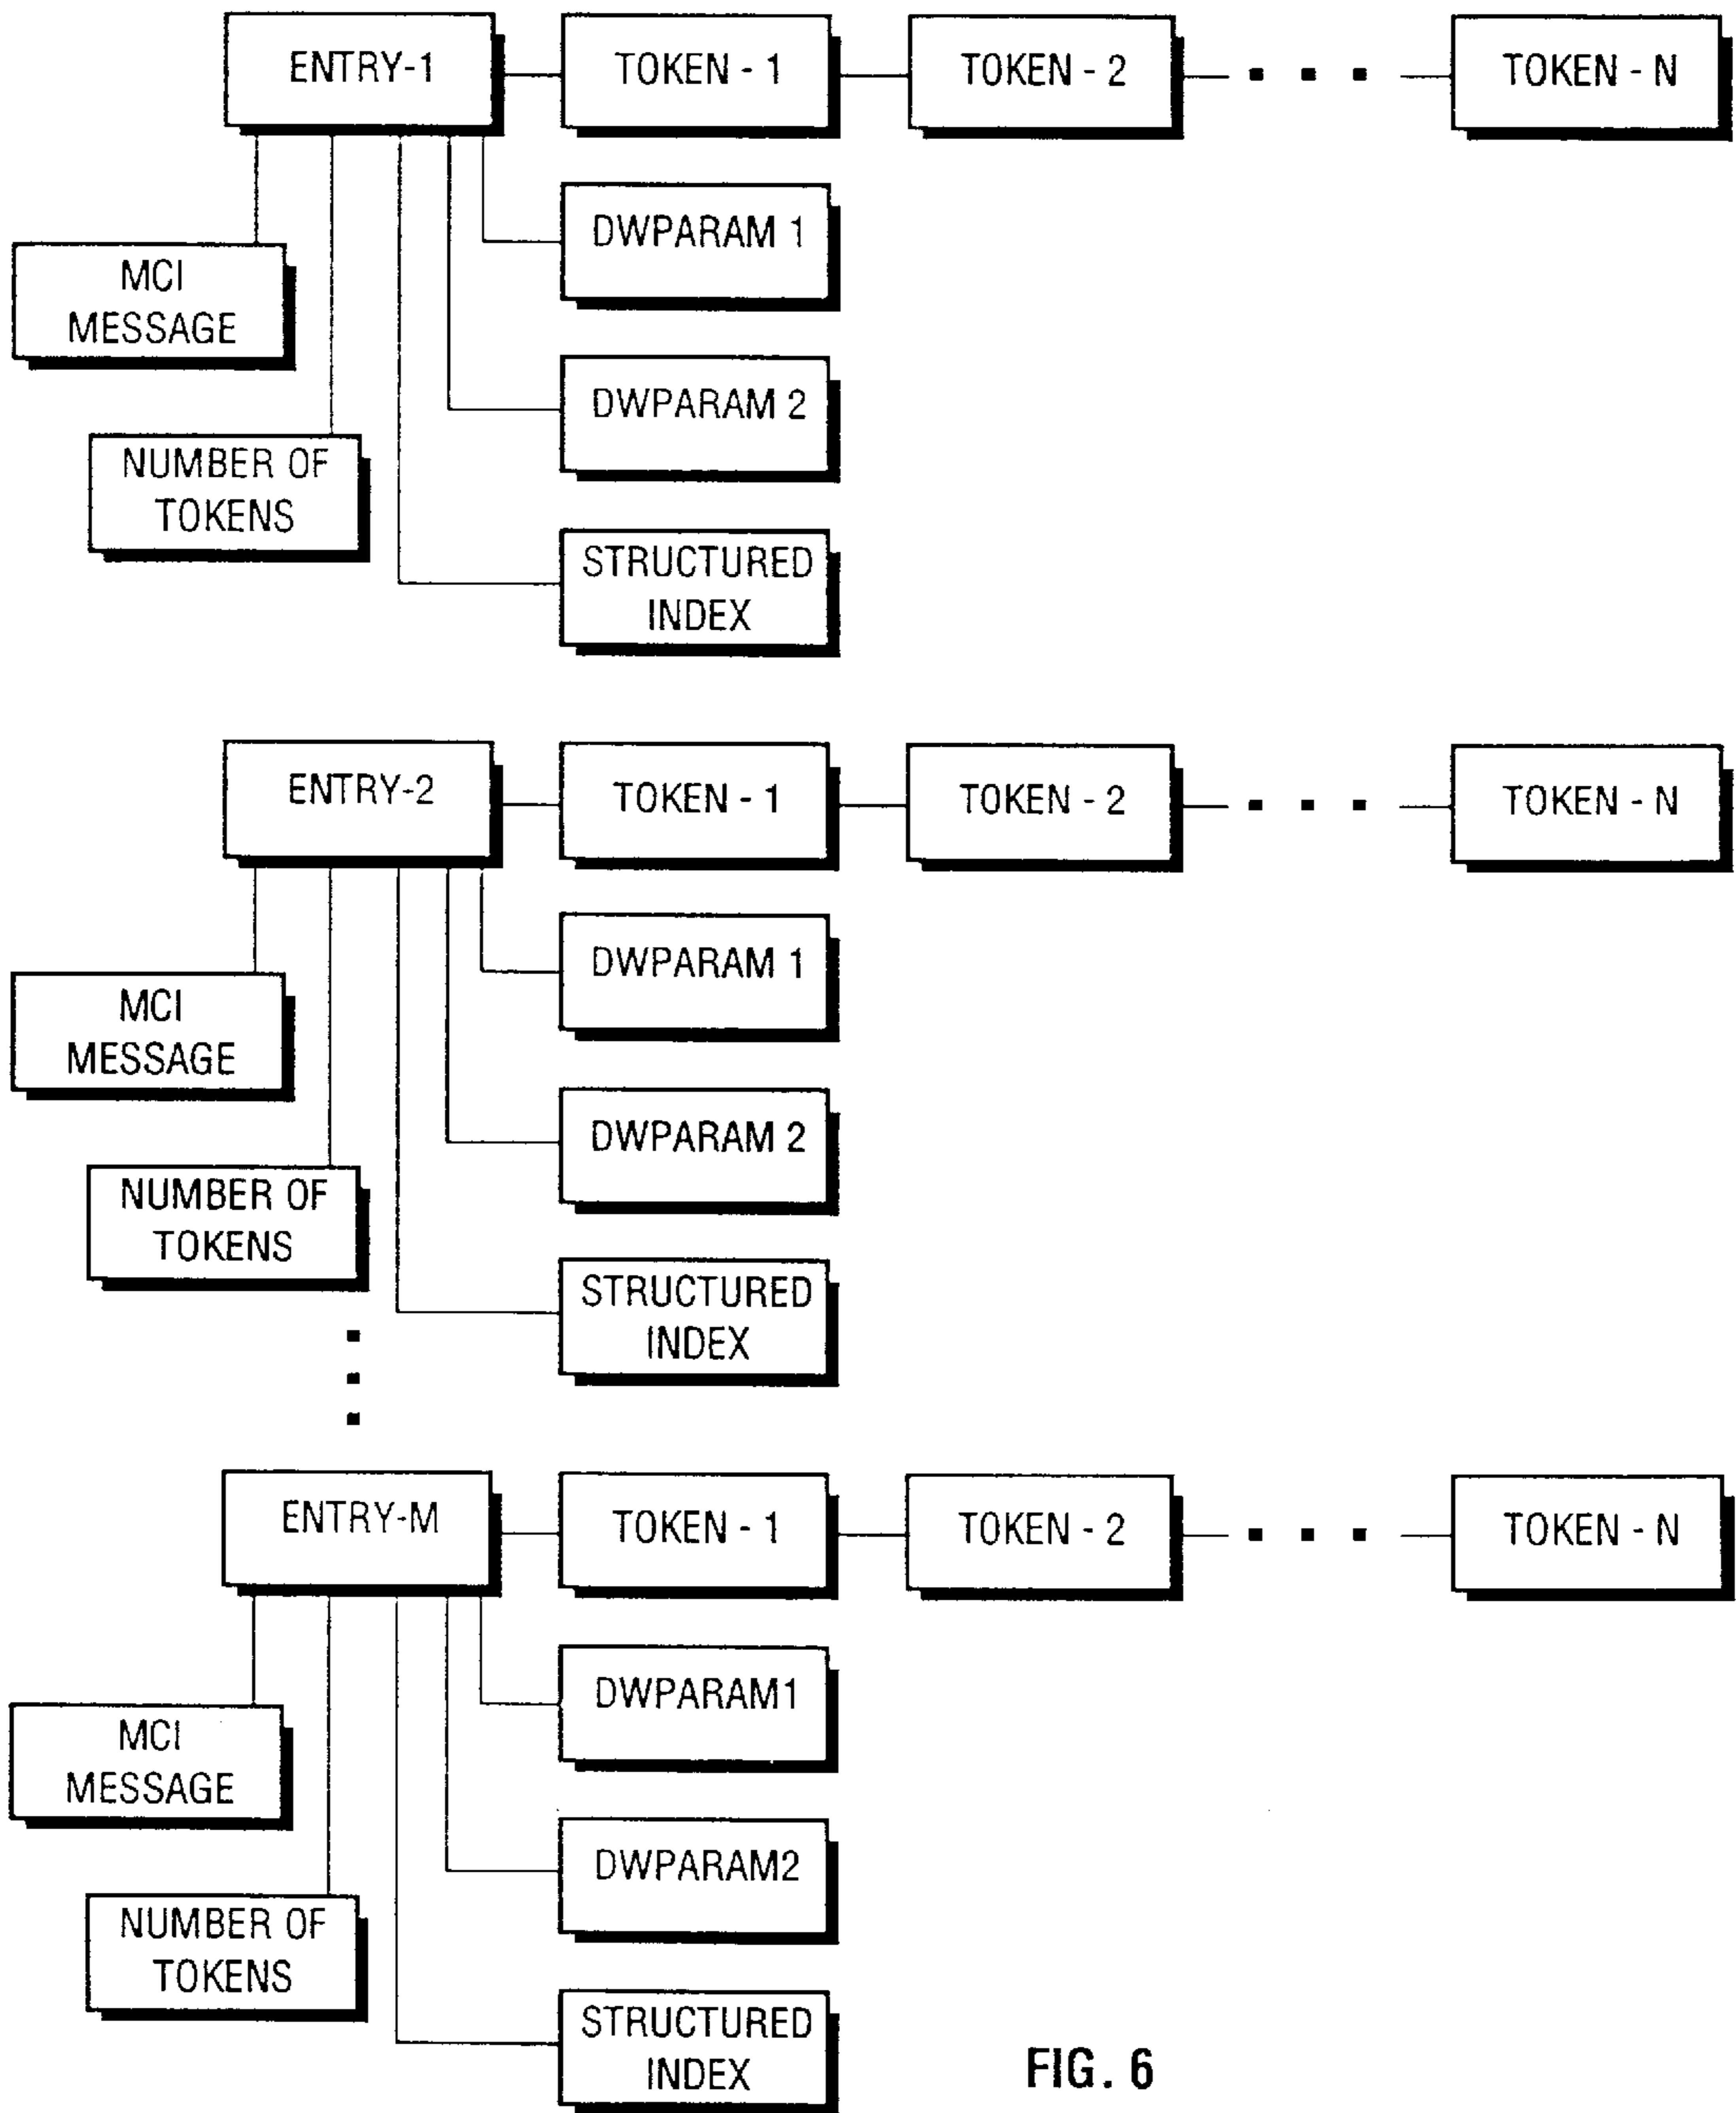 ENTRY-1
TOKEN - 1
TOKEN - 2
TOKEN - N
DWPARAM 1
MCI
MESSAGE
DWPARAM 2
NUMBER OF
TOKENS
STRUCTURED
INDEX
ENTRY-2
TOKEN - 1
TOKEN - 2
TOKEN - N
DWPARAM 1
MCI
MESSAGE
DWPARAM 2
NUMBER OF
TOKENS
STRUCTURED
INDEX
ENTRY-M
TOKEN - 1
TOKEN - 2
TOKEN - N
DWPARAM1
MCI
MESSAGE
DWPARAM2
NUMBER OF
TOKENS
STRUCTURED
INDEX
FIG. 6